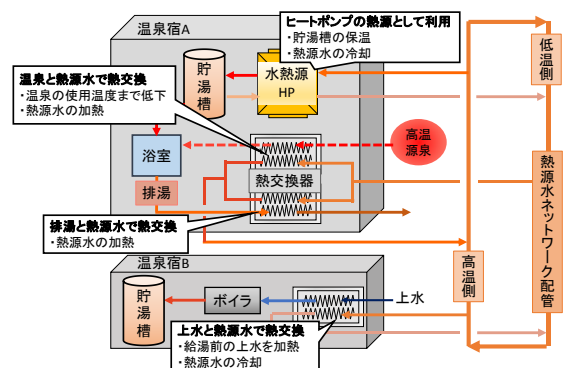 温泉宿A
ヒートポンプの熱源として利用
・貯湯槽の保温
・熱源水の冷却
温泉と熱源水で熱交換
・温泉の使用温度まで低下
・熱源水の加熱
貯
湯
槽
水熱源
HP
低温側
浴室
高温
源泉
熱交換器
排湯
熱源水ネットワーク配管
排湯と熱源水で熱交換
・熱源水の加熱
高温側
温泉宿B
貯
湯
槽
ボイラ
上水
上水と熱源水で熱交換
・給湯前の上水を加熱
・熱源水の冷却